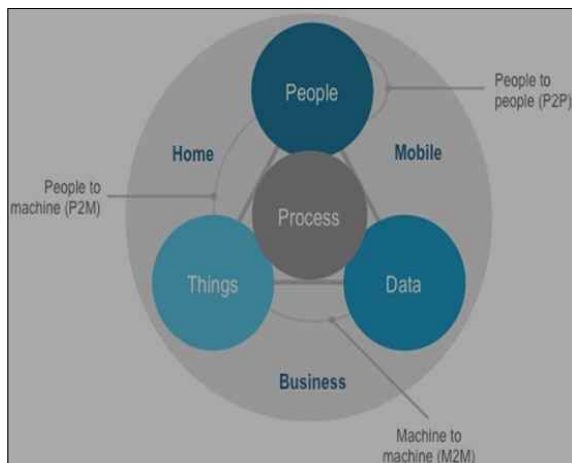 People
People to
people (P2P)
Home
Mobile
People to
machine (P2M)
Process
Things
Data
Business
Machine to
machine (M2M)